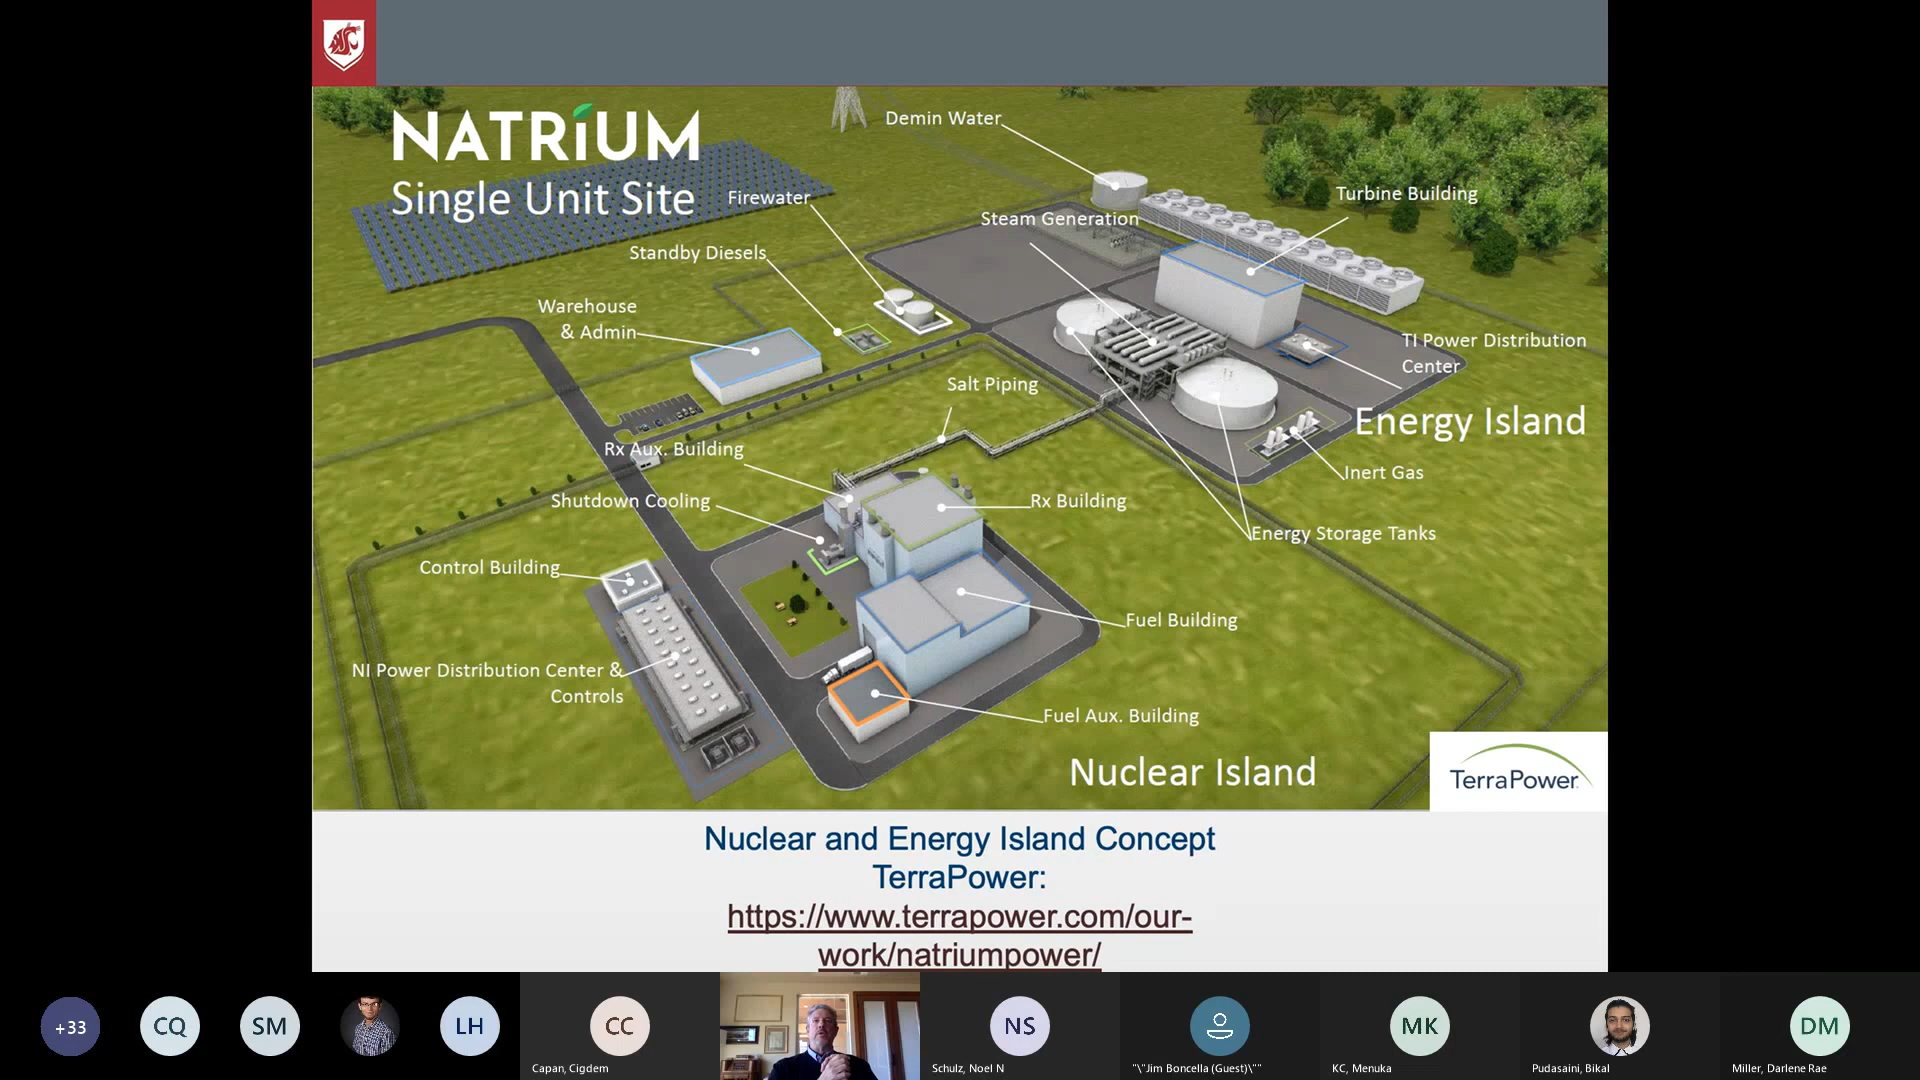 NATRiUM
Single Unit Site
Demin Water
Firewater
Turbine Building
Steam Generation
Standby Diesels
Warehouse
& Admin
TI Power Distribution
Center
Salt Piping
Energy Island
Rx Aux. Building
Inert Gas
Shutdown Cooling
Rx Building
Energy Storage Tanks
Control Building
Fuel Building
NI Power Distribution Center &
Controls
Fuel Aux. Building
Nuclear Island
TerraPower
Nuclear and Energy Island Concept
TerraPower:
https://www.terrapower.com/our-
work/natriumpower/
+33
CQ
SM
LH
CC
NS
MK
DM
Capan, Cigdem
Schulz, Noel N
"\"Jim Boncella (Guest)\""
KC, Menuka
Pudasaini, Bikal
Miller, Darlene Rae